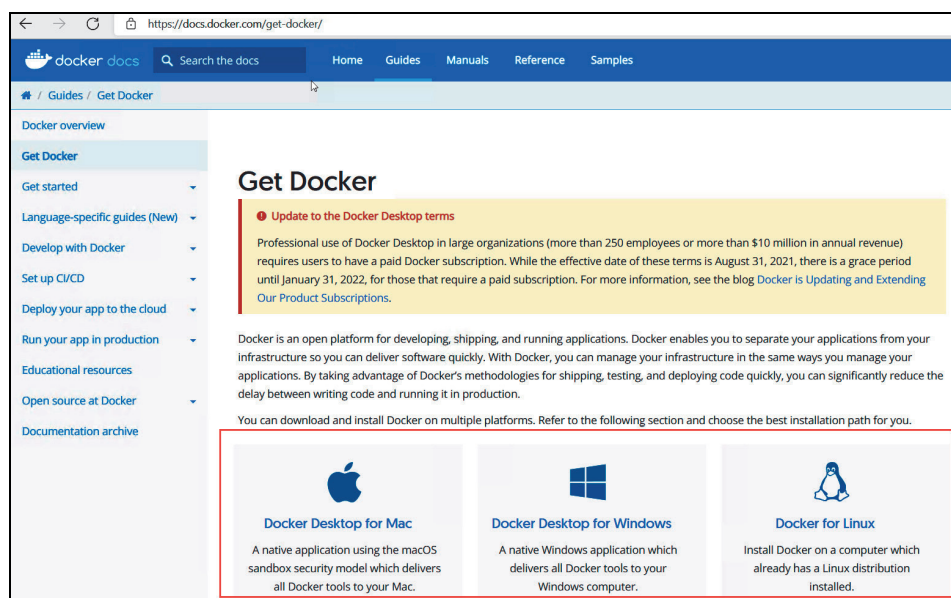 https://docs.docker.com/get-docker/
docker docs
Search the docs
Home
Guides
Manuals
Reference
Samples
/ Guides / Get Docker
Docker overview
Get Docker
Get started
Language-specific guides (New)
Develop with Docker
Set up CI/CD
Deploy your app to the cloud
Run your app in production
Educational resources
Open source at Docker
Documentation archive
Get Docker
Update to the Docker Desktop terms
Professional use of Docker Desktop in large organizations (more than 250 employees or more than $10 million in annual revenue)
requires users to have a paid Docker subscription. While the effective date of these terms is August 31, 2021, there is a grace period
until January 31, 2022, for those that require a paid subscription. For more information, see the blog Docker is Updating and Extending
Our Product Subscriptions.
Docker is an open platform for developing, shipping, and running applications. Docker enables you to separate your applications from your
infrastructure so you can deliver software quickly. With Docker, you can manage your infrastructure in the same ways you manage your
applications. By taking advantage of Docker's methodologies for shipping, testing, and deploying code quickly, you can significantly reduce the
delay between writing code and running it in production.
You can download and install Docker on multiple platforms. Refer to the following section and choose the best installation path for you.
Docker Desktop for Mac
A native application using the macOS
sandbox security model which delivers
all Docker tools to your Mac.
Docker Desktop for Windows
A native Windows application which
delivers all Docker tools to your
Windows computer.
Docker for Linux
Install Docker on a computer which
already has a Linux distribution
installed.